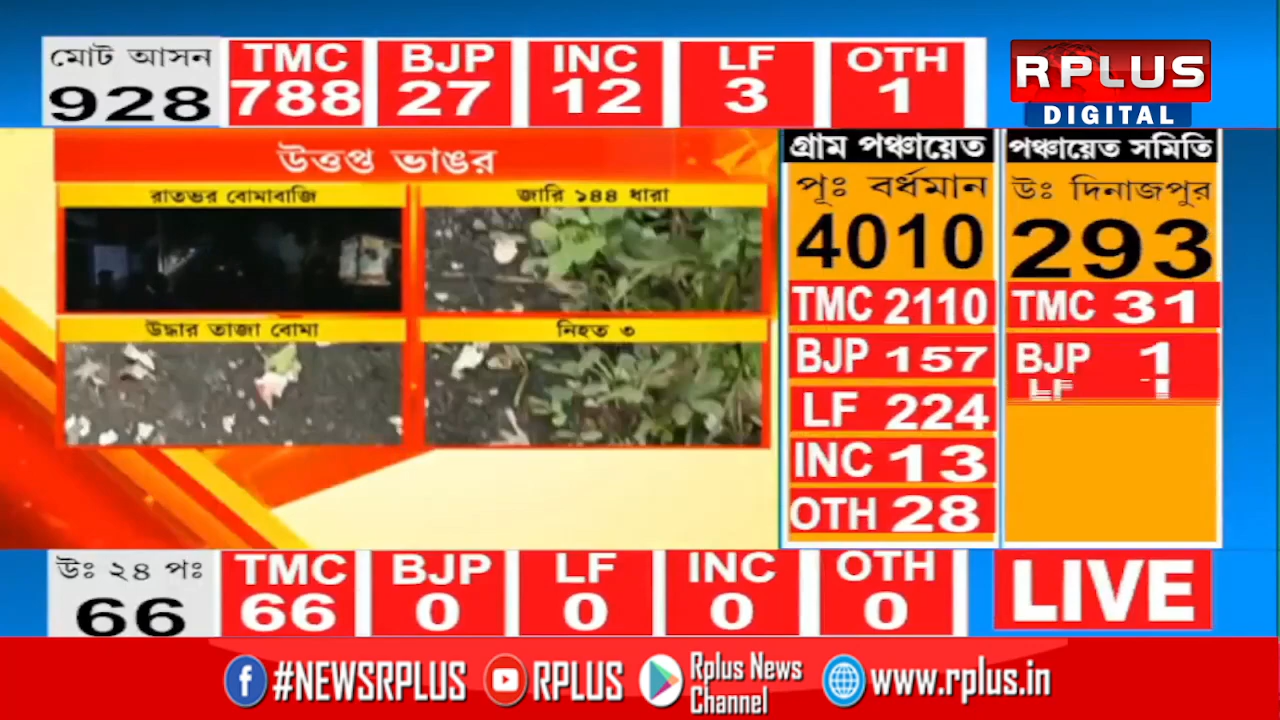 মোট আসন
928
TMC
788
BJP
27
INC
12
LF
3
OTH
1
RPLUS
DIGITAL
উত্তপ্ত ভাঙর
রাতভর বোমাবাজি
জারি ১৪৪ ধারা
উদ্ধার তাজা বোমা
নিহত ৩
গ্রাম পঞ্চায়েত
পূঃ বর্ধমান
4010
TMC 2110
BJP 157
LF 224
INC 13
OTH 28
পঞ্চায়েত সমিতি
উঃ দিনাজপুর
293
TMC 31
BJP 1
LF
উঃ ২৪ পঃ
66
TMC
66
BJP
0
LF
0
INC
0
OTH
0
LIVE
#NEWSRPLUS
RPLUS
Rplus News
Channel
www.rplus.in